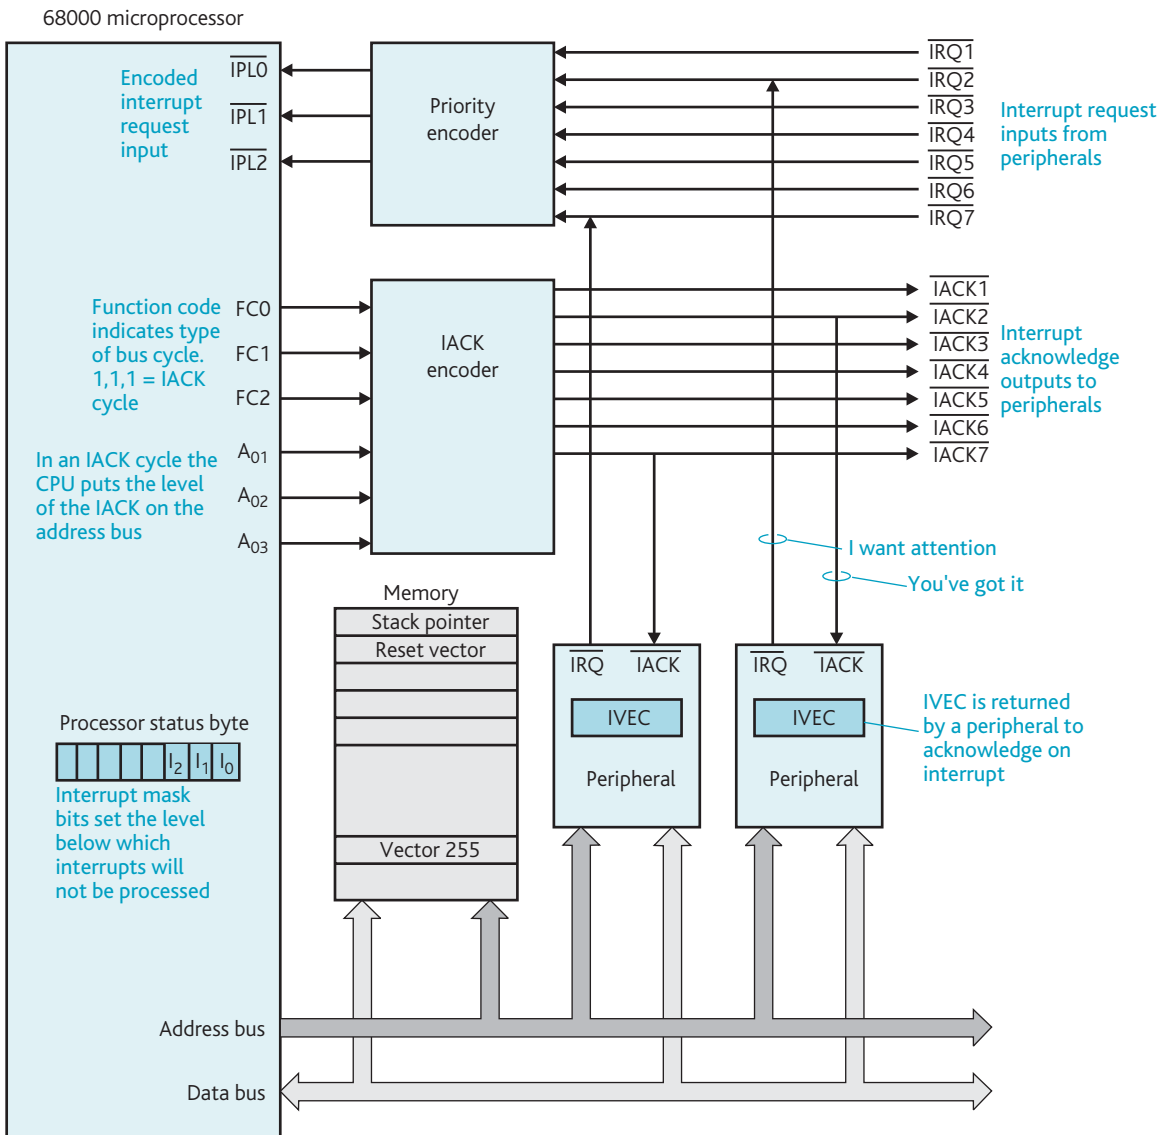 68000 microprocessor
Encoded
interrupt
request
input
IPL0
IPL1
IPL2
Priority
encoder
IRQ1
IRQ2
IRQ3
IRQ4
IRQ5
IRQ6
IRQ7
Interrupt request
inputs from
peripherals
Function code
indicates type
of bus cycle.
1,1,1 = IACK
cycle
FC0
FC1
FC2
In an IACK cycle the
CPU puts the level
of the IACK on the
address bus
A01
A02
A03
IACK
encoder
IACK1
IACK2
IACK3
IACK4
IACK5
IACK6
IACK7
Interrupt
acknowledge
outputs to
peripherals
I want attention
You've got it
Memory
Stack pointer
Reset vector
Vector 255
IRQ IACK
IVEC
Peripheral
IRQ IACK
IVEC
Peripheral
IVEC is returned
by a peripheral to
acknowledge on
interrupt
Processor status byte
I2 I1 I0
Interrupt mask
bits set the level
below which
interrupts will
not be processed
Address bus
Data bus